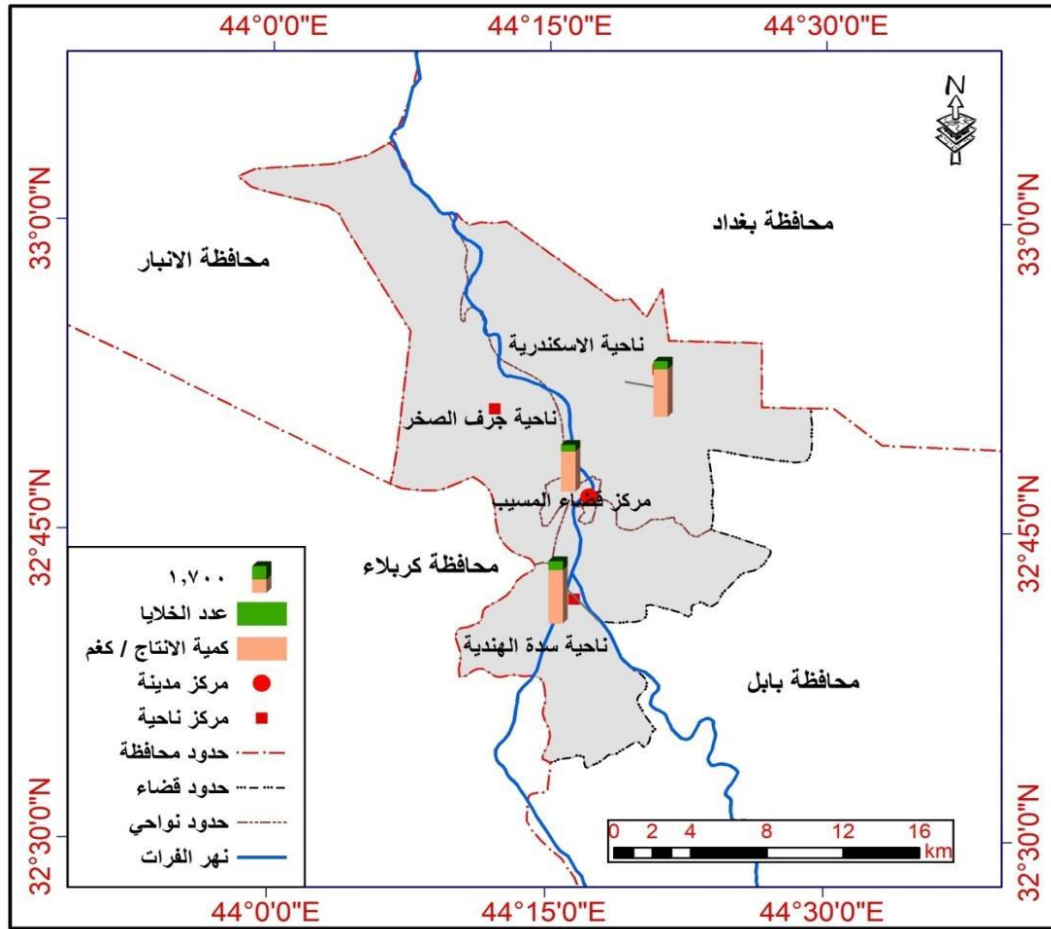 44°0'0"E 44°15'0"E 44°30'0"E
N
33°0'0"N
33°0'0"N
محافظة بغداد
محافظة الانبار
ناحية الاسكندرية
ناحية جرف الصخر
مركز قضاء المسيب
32°45'0"N
32°45'0"N
محافظة كربلاء
ناحية سدة الهندية
محافظة بابل
١,٧٠٠
عدد الخلايا
كمية الانتاج / كغم
مركز مدينة
مركز ناحية
حدود محافظة
حدود قضاء
حدود نواحي
نهر الفرات
0 2 4 8 12 16
km
32°30'0"N
32°30'0"N
44°0'0"E 44°15'0"E 44°30'0"E